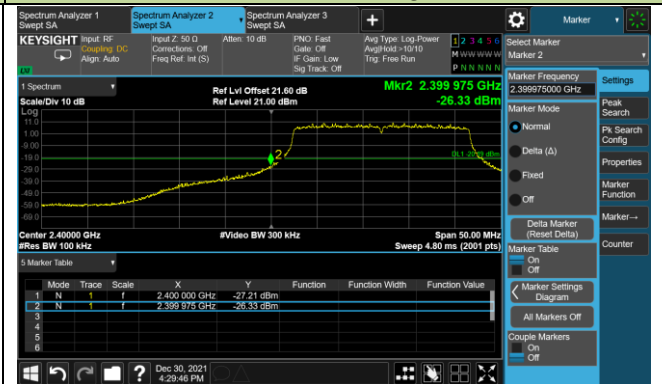 Spectrum Analyzer 1
Swept SA
Spectrum Analyzer 2
Swept SA
Spectrum Analyzer 3
Swept SA
+
Marker
KEYSIGHT
Input: RF
Coupling: DC
Align: Auto
Input Z: 50 Ω
Corrections: Off
Freq Ref: Int (S)
Atten: 10 dB
PNO: Fast
Gate: Off
IF Gain: Low
Sig Track: Off
Avg Type: Log-Power
Avg|Hold:>10/10
Trig: Free Run
1 2 3 4 5 6
M W W W W W
P N N N N N
1 Spectrum
Scale/Div 10 dB
Log
Ref Lvl Offset 21.60 dB
Ref Level 21.00 dBm
Mkr2 2.399 975 GHz
-26.33 dBm
11.0
1.00
-9.00
-19.0
-29.0
-39.0
-49.0
-59.0
-69.0
2
Center 2.40000 GHz
#Res BW 100 kHz
#Video BW 300 kHz
Span 50.00 MHz
Sweep 4.80 ms (2001 pts)
5 Marker Table
Mode Trace Scale X Y Function Function Width Function Value
1 N 1 f 2.400 000 GHz -27.21 dBm
2 N 1 f 2.399 975 GHz -26.33 dBm
3
4
5
6
Dec 30, 2021
4:29:46 PM
Select Marker
Marker 2
Marker Frequency
2.399975000 GHz
Marker Mode
Normal
Delta (Δ)
Fixed
Off
Delta Marker
(Reset Delta)
Marker Table
On
Off
Marker Settings
Diagram
All Markers Off
Couple Markers
On
Off
Settings
Peak
Search
Pk Search
Config
Properties
Marker
Function
Marker→
Counter